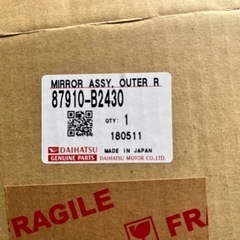 MIRROR ASSY, OUTER R
87910-B2430
QTY: 1
180511
DAIHATSU
GENUINE PARTS
MADE IN JAPAN
DAIHATSU MOTOR CO.,LTD.
RAGILE
FRA